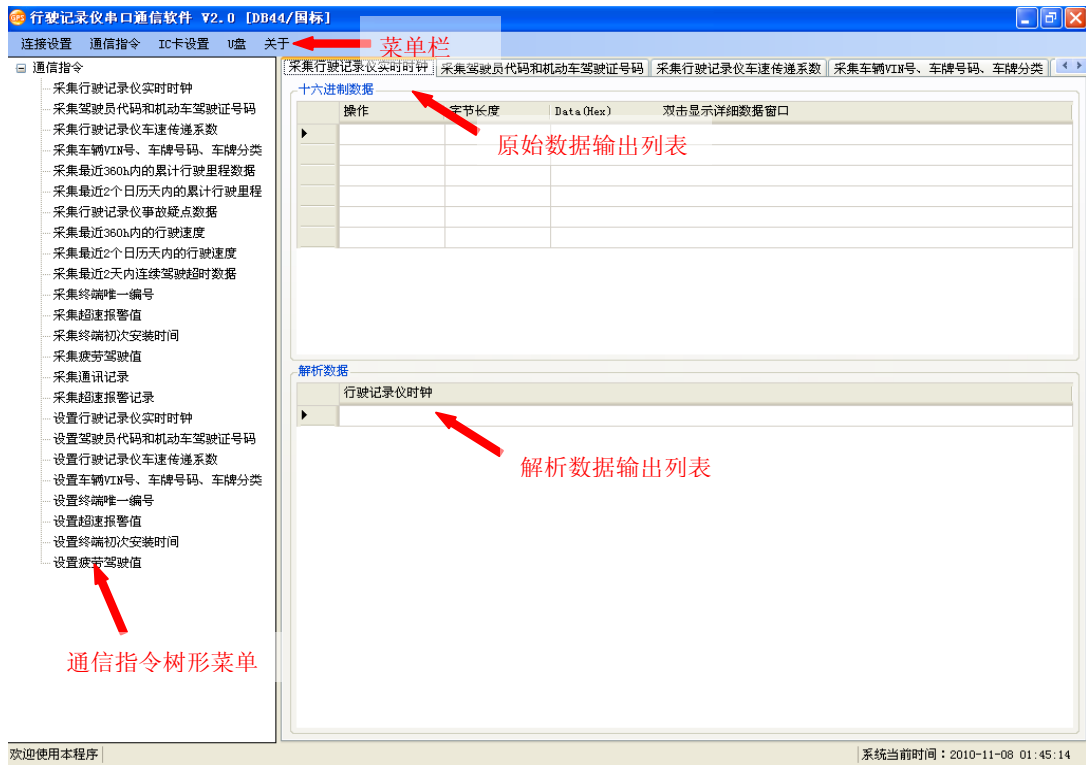 行驶记录仪串口通信软件 V2.0 [DB44/国标]
连接设置 通信指令 IC卡设置 U盘 关于
菜单栏
通信指令
采集行驶记录仪实时时钟
采集驾驶员代码和机动车驾驶证号码
采集行驶记录仪车速传递系数
采集车辆VIN号、车牌号码、车牌分类
采集最近360h内的累计行驶里程数据
采集最近2个日历天内的累计行驶里程
采集行驶记录仪事故疑点数据
采集最近360h内的行驶速度
采集最近2个日历天内的行驶速度
采集最近2天内连续驾驶超时数据
采集终端唯一编号
采集超速报警值
采集终端初次安装时间
采集疲劳驾驶值
采集通讯记录
采集超速报警记录
设置行驶记录仪实时时钟
设置驾驶员代码和机动车驾驶证号码
设置行驶记录仪车速传递系数
设置车辆VIN号、车牌号码、车牌分类
设置终端唯一编号
设置超速报警值
设置终端初次安装时间
设置疲劳驾驶值
通信指令树形菜单
采集行驶记录仪实时时钟 采集驾驶员代码和机动车驾驶证号码 采集行驶记录仪车速传递系数 采集车辆VIN号、车牌号码、车牌分类
十六进制数据
操作 字节长度 Data(Hex) 双击显示详细数据窗口
原始数据输出列表
解析数据
行驶记录仪时钟
解析数据输出列表
欢迎使用本程序 系统当前时间：2010-11-08 01:45:14